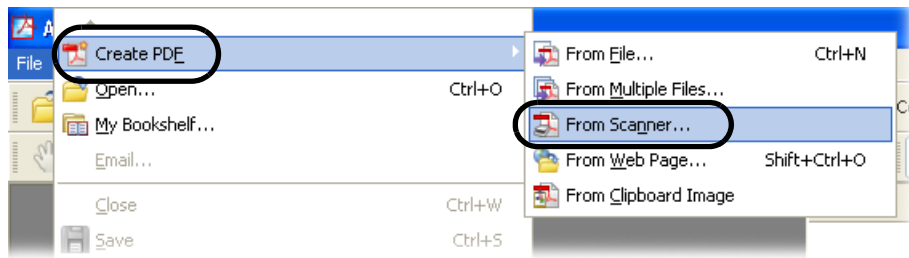 A
File
Create PDF
Open... Ctrl+O
My Bookshelf...
Email...
Close Ctrl+W
Save Ctrl+S
From File... Ctrl+N
From Multiple Files...
From Scanner...
From Web Page... Shift+Ctrl+O
From Clipboard Image